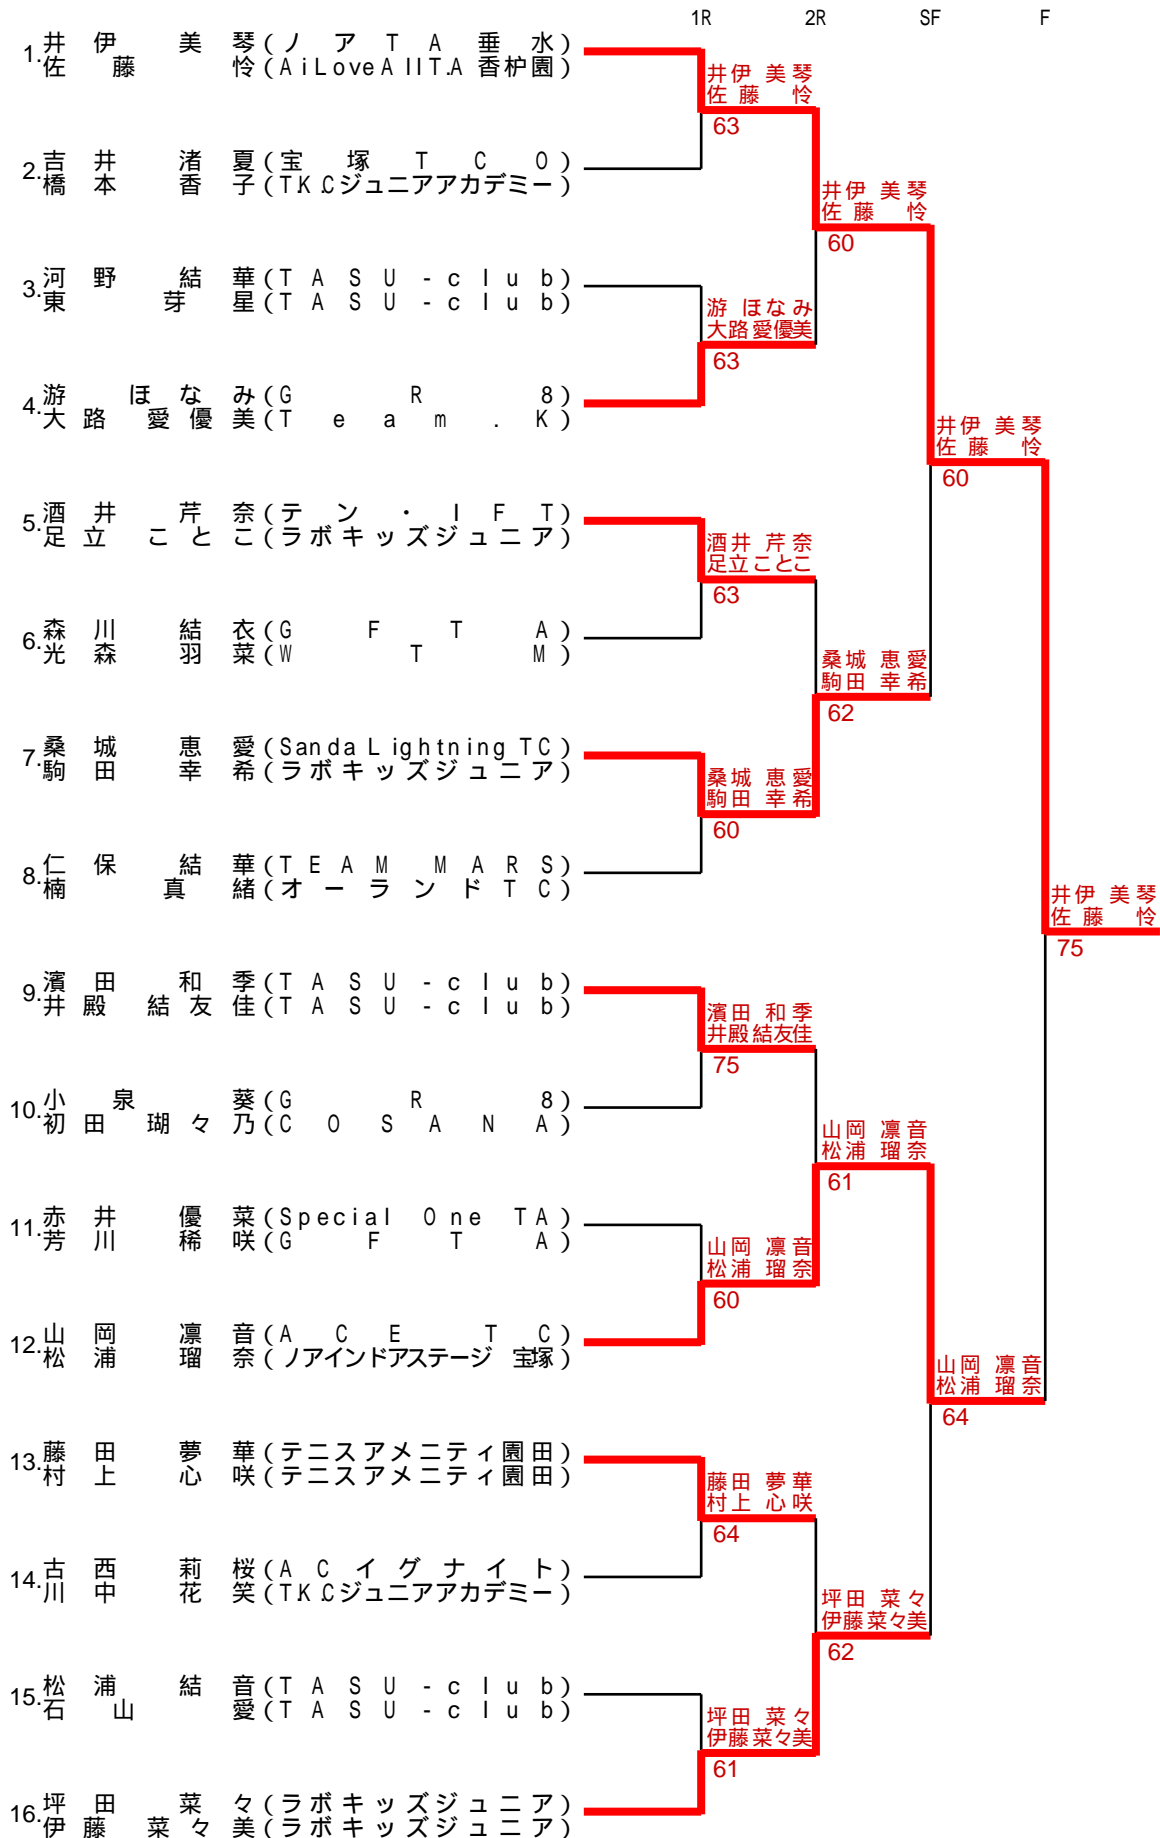 1R 2R SF F
1.井伊 美琴(ノアTA垂水)
佐藤 怜(AiLoveAllT.A香枦園)
井伊 美琴
佐藤 怜
63
2.吉井 渚夏(宝塚TCO)
橋本 香子(TKCジュニアアカデミー)
井伊 美琴
佐藤 怜
60
3.河野 結華(TASU-club)
東 芽星(TASU-club)
游 ほなみ
大路愛優美
63
4.游 ほなみ(GR8)
大路 愛優美(Team.K)
井伊 美琴
佐藤 怜
60
5.酒井 芹奈(テン・IFT)
足立 ことこ(ラボキッズジュニア)
酒井 芹奈
足立ことこ
63
6.森川 結衣(GFTA)
光森 羽菜(WTM)
桑城 恵愛
駒田 幸希
62
7.桑城 恵愛(Sanda Lightning TC)
駒田 幸希(ラボキッズジュニア)
桑城 恵愛
駒田 幸希
60
8.仁保 結華(TEAM MARS)
楠 真緒(オーランドTC)
井伊 美琴
佐藤 怜
75
9.濱田 和季(TASU-club)
井殿 結友佳(TASU-club)
濱田 和季
井殿結友佳
75
10.小泉 葵(GR8)
初田 瑚々乃(COSANA)
山岡 凛音
松浦 瑠奈
61
11.赤井 優菜(Special One TA)
芳川 稀咲(GFTA)
山岡 凛音
松浦 瑠奈
60
12.山岡 凛音(ACE TC)
松浦 瑠奈(ノアインドアステージ宝塚)
山岡 凛音
松浦 瑠奈
64
13.藤田 夢華(テニスアメニティ園田)
村上 心咲(テニスアメニティ園田)
藤田 夢華
村上 心咲
64
14.古西 莉桜(ACイグナイト)
川中 花笑(TKCジュニアアカデミー)
坪田 菜々
伊藤菜々美
62
15.松浦 結音(TASU-club)
石山 愛(TASU-club)
坪田 菜々
伊藤菜々美
61
16.坪田 菜々(ラボキッズジュニア)
伊藤 菜々美(ラボキッズジュニア)